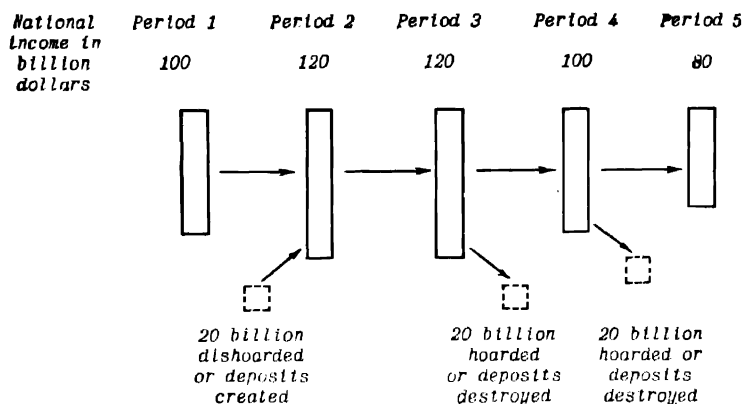 National Period 1 Period 2 Period 3 Period 4 Period 5
income in
billion 100 120 120 100 80
dollars
20 billion
dishoarded
or deposits
created
20 billion
hoarded
or deposits
destroyed
20 billion
hoarded or
deposits
destroyed